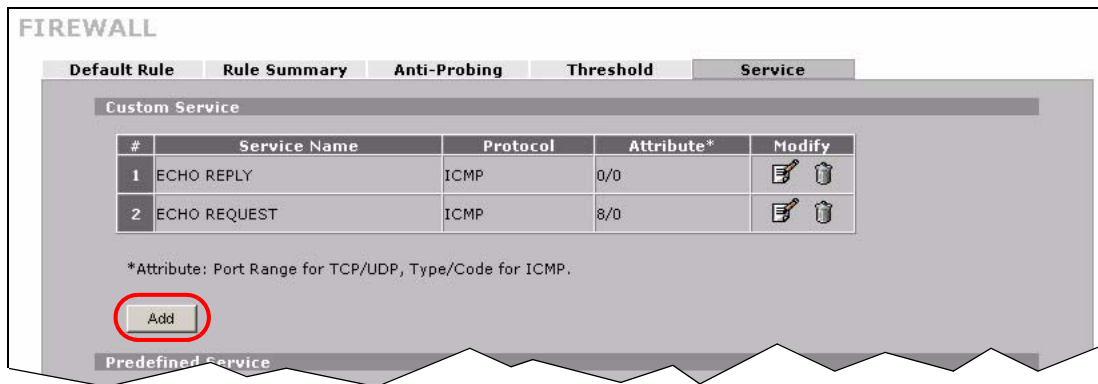 FIREWALL
Default Rule Rule Summary Anti-Probing Threshold Service
Custom Service
# Service Name Protocol Attribute* Modify
1 ECHO REPLY ICMP 0/0
2 ECHO REQUEST ICMP 8/0
*Attribute: Port Range for TCP/UDP, Type/Code for ICMP.
Add
Predefined Service